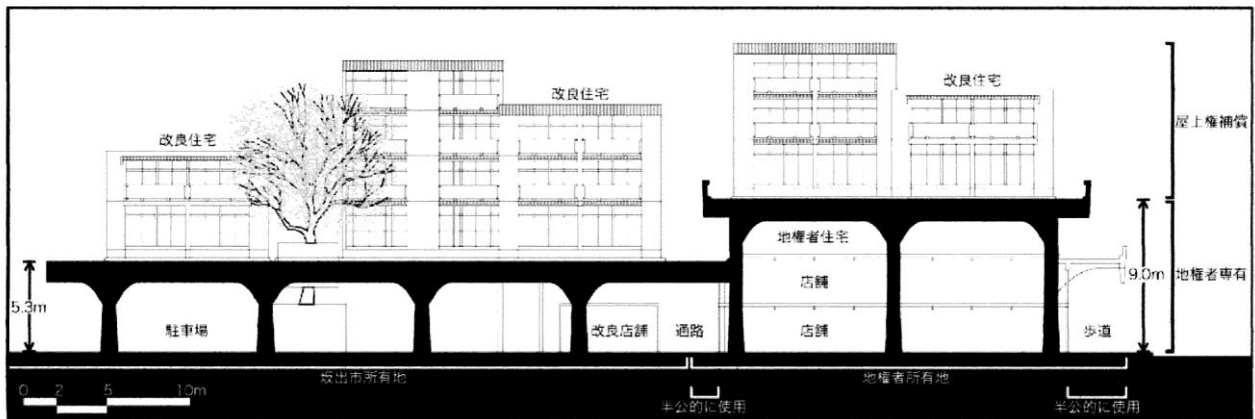 改良住宅
改良住宅
改良住宅
屋上権補償
地権者住宅
店舗
9.0m
地権者専有
5.3m
駐車場
改良店舗
通路
店舗
歩道
坂出市所有地
地権者所有地
0 2 5 10m
半公的に使用
半公的に使用